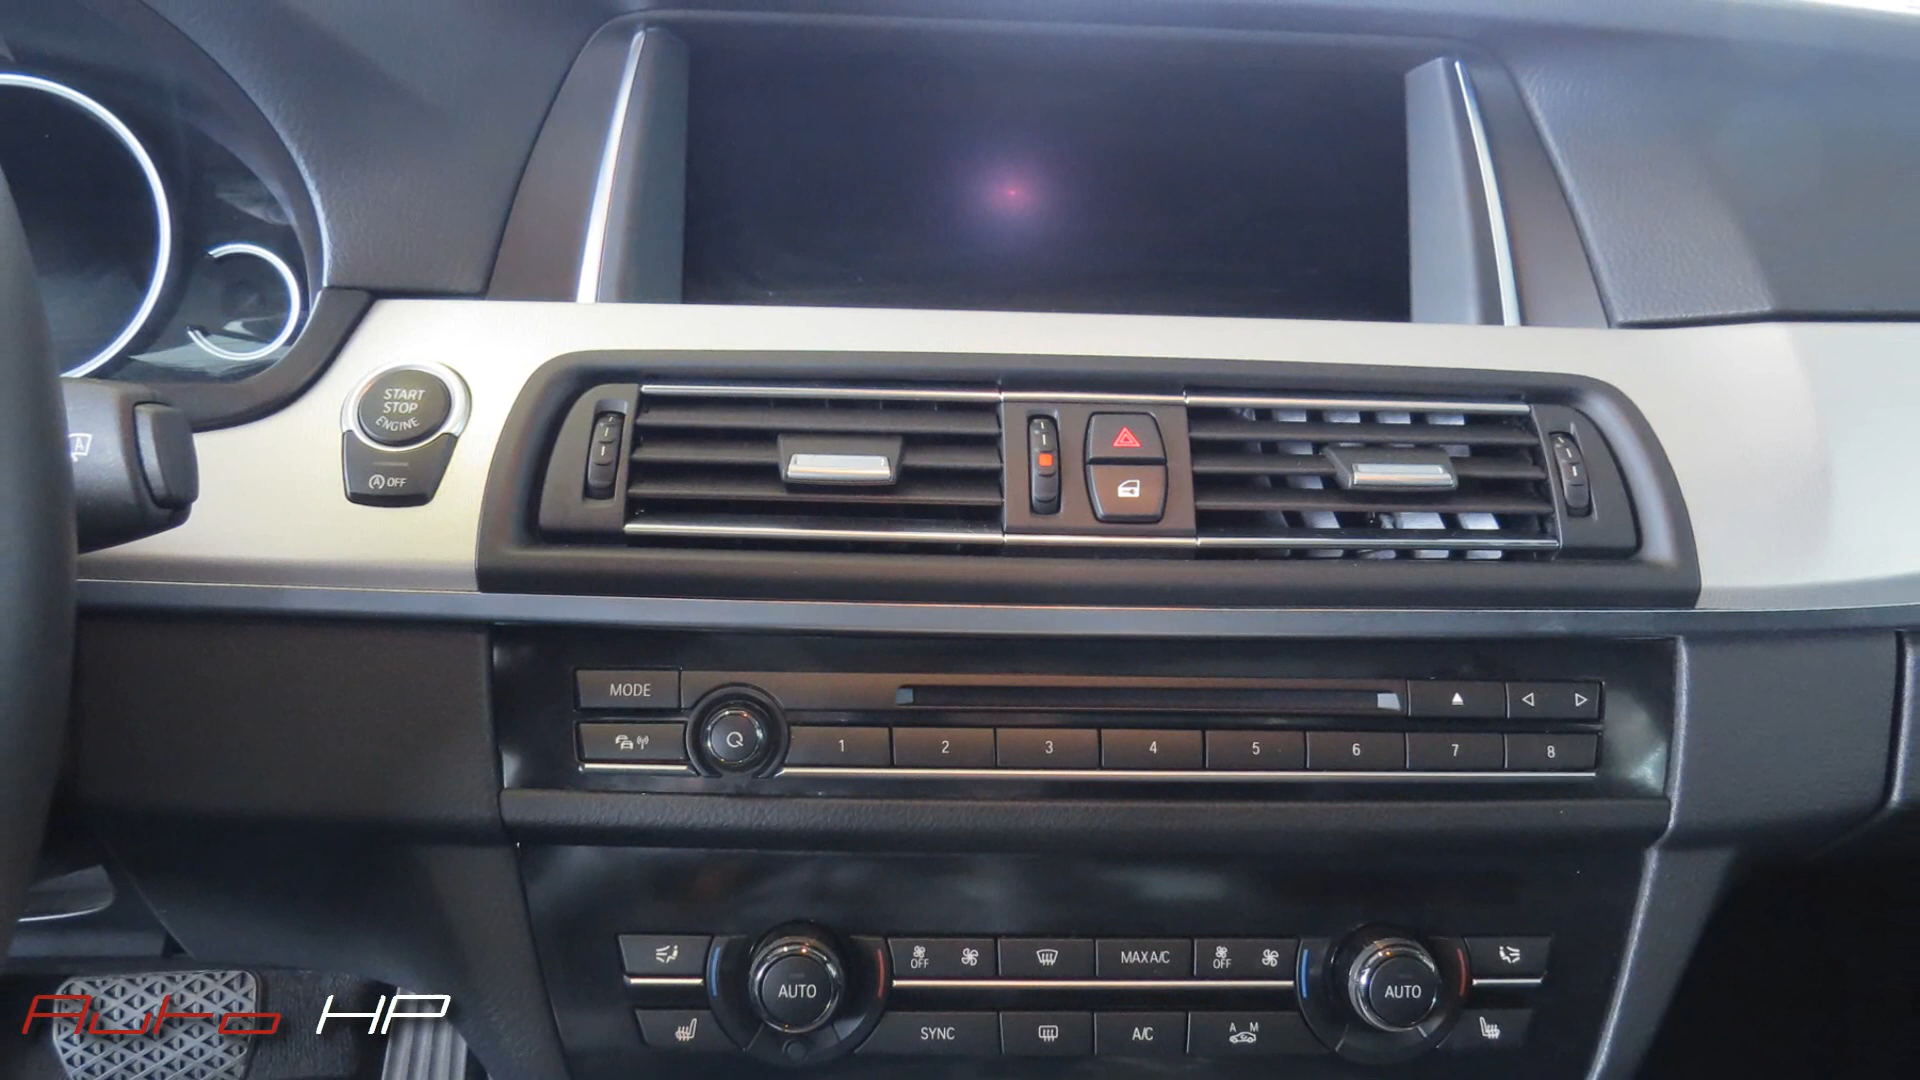 START
STOP
ENGINE
A OFF
A
MODE
1 2 3 4 5 6 7 8
OFF
MAX A/C
OFF
AUTO
AUTO
SYNC
A/C
A M
Auto HP